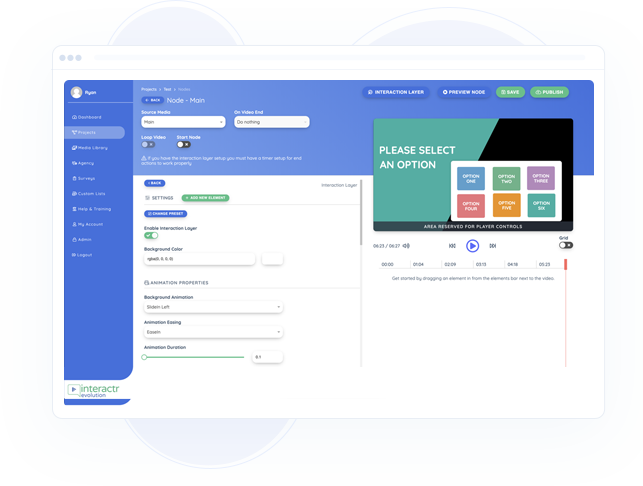 Ryan
Dashboard
Projects
Media Library
Agency
Surveys
Custom Lists
Help & Training
My Account
Admin
Logout
interactr
evolution
Projects > Test >
BACK Node - Main
INTERACTION LAYER PREVIEW NODE SAVE PUBLISH
Source Media On Video End
Main Do nothing
Loop Video Start Node
If you have the interaction layer setup you must have a timer setup for end
actions to work properly.
BACK Interaction Layer
SETTINGS + ADD NEW ELEMENT
CHANGE PRESET
Enable Interaction Layer
Background Color
rgba(0, 0, 0, 0)
ANIMATION PROPERTIES
Background Animation
SlideIn Left
Animation Easing
EaseIn
Animation Duration
0.1
PLEASE SELECT
AN OPTION
OPTION ONE
OPTION TWO
OPTION THREE
OPTION FOUR
OPTION FIVE
OPTION SIX
AREA RESERVED FOR PLAYER CONTROLS
06:23 / 06:27
Grid
00:00 01:04 02:09 03:13 04:18 05:23
Get started by dragging an element in from the elements bar next to the video.